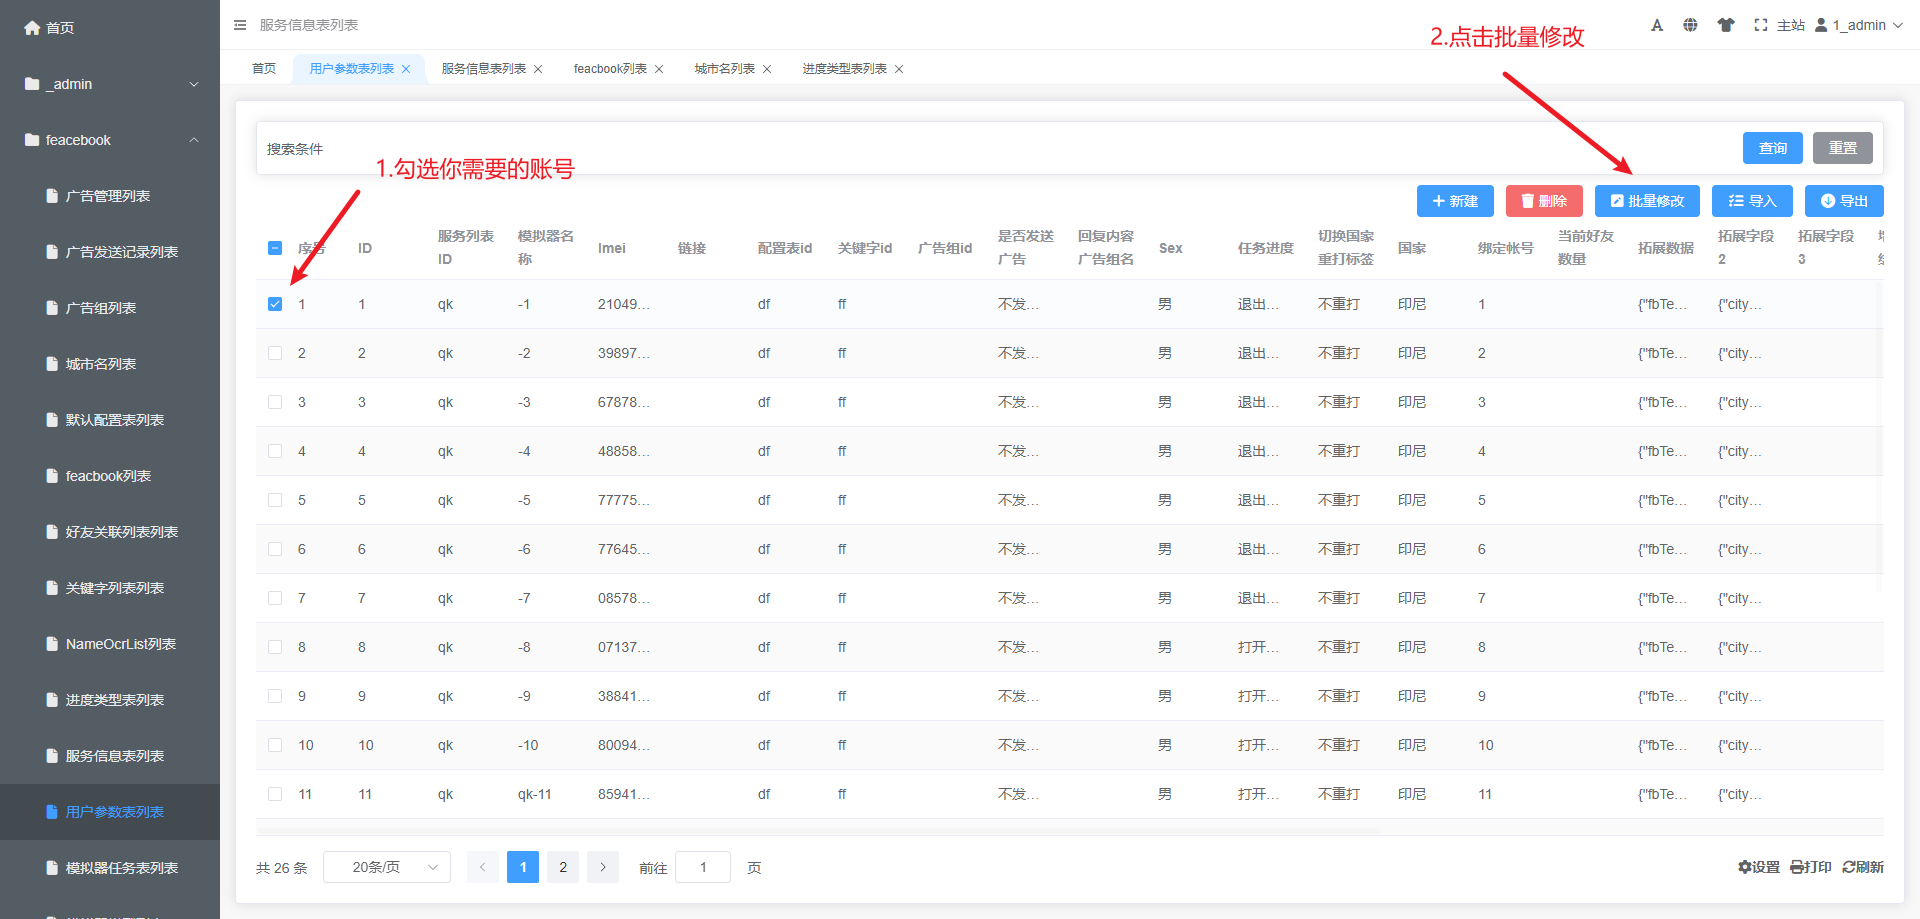 首页
_admin
feacebook
广告管理列表
广告发送记录列表
广告组列表
城市名列表
默认配置表列表
feacbook列表
好友关联列表列表
关键字列表列表
NameOcrList列表
进度类型表列表
服务信息表列表
用户参数表列表
模拟器任务表列表
服务信息表列表
主站 1_admin
首页 用户参数表列表 服务信息表列表 feacbook列表 城市名列表 进度类型表列表
2.点击批量修改
搜索条件
查询 重置
1.勾选你需要的账号
新建 删除 批量修改 导入 导出
序号 ID 服务列表ID 模拟器名称 Imei 链接 配置表id 关键字id 广告组id 是否发送广告 回复内容广告组名 Sex 任务进度 切换国家重打标签 国家 绑定帐号 当前好友数量 拓展数据 拓展字段2 拓展字段3
1 1 qk -1 21049... df ff 不发... 男 退出... 不重打 印尼 1 {"fbTe... {"city...
2 2 qk -2 39897... df ff 不发... 男 退出... 不重打 印尼 2 {"fbTe... {"city...
3 3 qk -3 67878... df ff 不发... 男 退出... 不重打 印尼 3 {"fbTe... {"city...
4 4 qk -4 48858... df ff 不发... 男 退出... 不重打 印尼 4 {"fbTe... {"city...
5 5 qk -5 77775... df ff 不发... 男 退出... 不重打 印尼 5 {"fbTe... {"city...
6 6 qk -6 77645... df ff 不发... 男 退出... 不重打 印尼 6 {"fbTe... {"city...
7 7 qk -7 08578... df ff 不发... 男 退出... 不重打 印尼 7 {"fbTe... {"city...
8 8 qk -8 07137... df ff 不发... 男 打开... 不重打 印尼 8 {"fbTe... {"city...
9 9 qk -9 38841... df ff 不发... 男 打开... 不重打 印尼 9 {"fbTe... {"city...
10 10 qk -10 80094... df ff 不发... 男 打开... 不重打 印尼 10 {"fbTe... {"city...
11 11 qk qk-11 85941... df ff 不发... 男 打开... 不重打 印尼 11 {"fbTe... {"city...
共 26 条 20条/页 1 2 前往 1 页 设置 打印 刷新